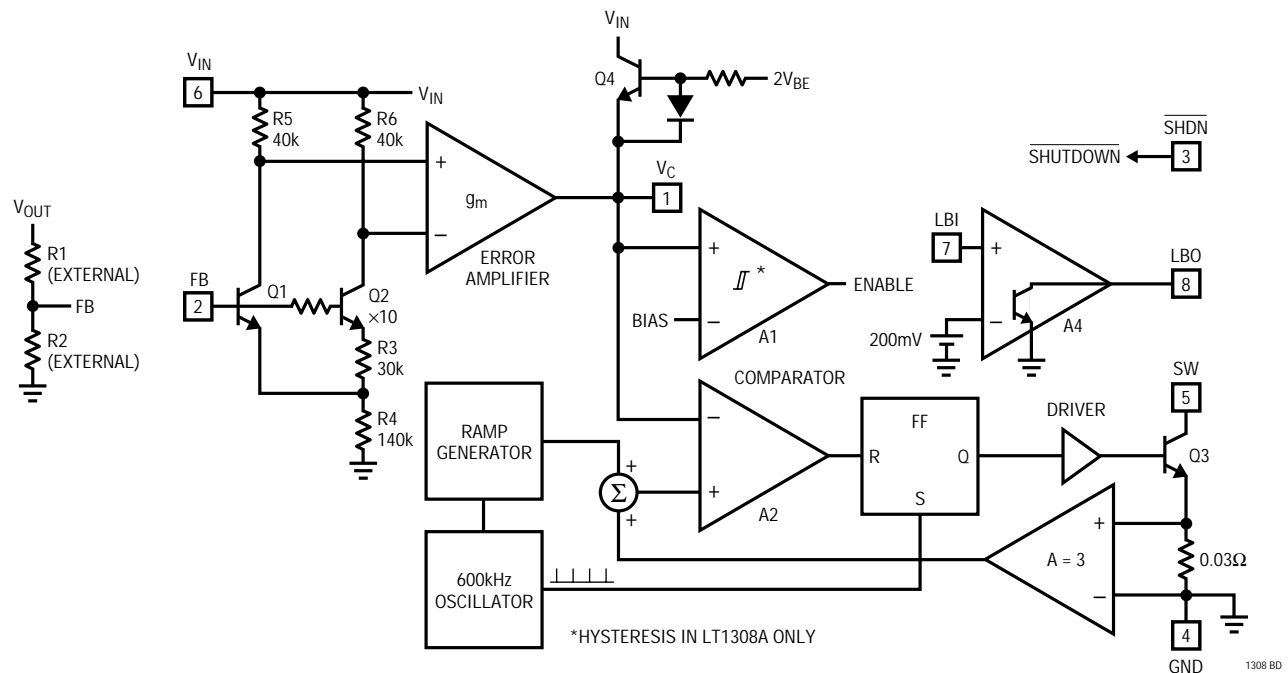 V_IN
V_IN
6
V_IN
R5
40k
R6
40k
Q4
2V_BE
SHDN
SHUTDOWN
3
V_C
1
+
g_m
−
ERROR
AMPLIFIER
V_OUT
R1
(EXTERNAL)
FB
R2
(EXTERNAL)
FB
2
Q1
Q2
×10
R3
30k
R4
140k
+
*
ENABLE
BIAS
−
A1
LBI
7
+
LBO
8
−
200mV
A4
COMPARATOR
RAMP
GENERATOR
+
Σ
+
−
+
A2
FF
R
Q
S
DRIVER
SW
5
Q3
600kHz
OSCILLATOR
A = 3
+
−
0.03Ω
4
GND
*HYSTERESIS IN LT1308A ONLY
1308 BD